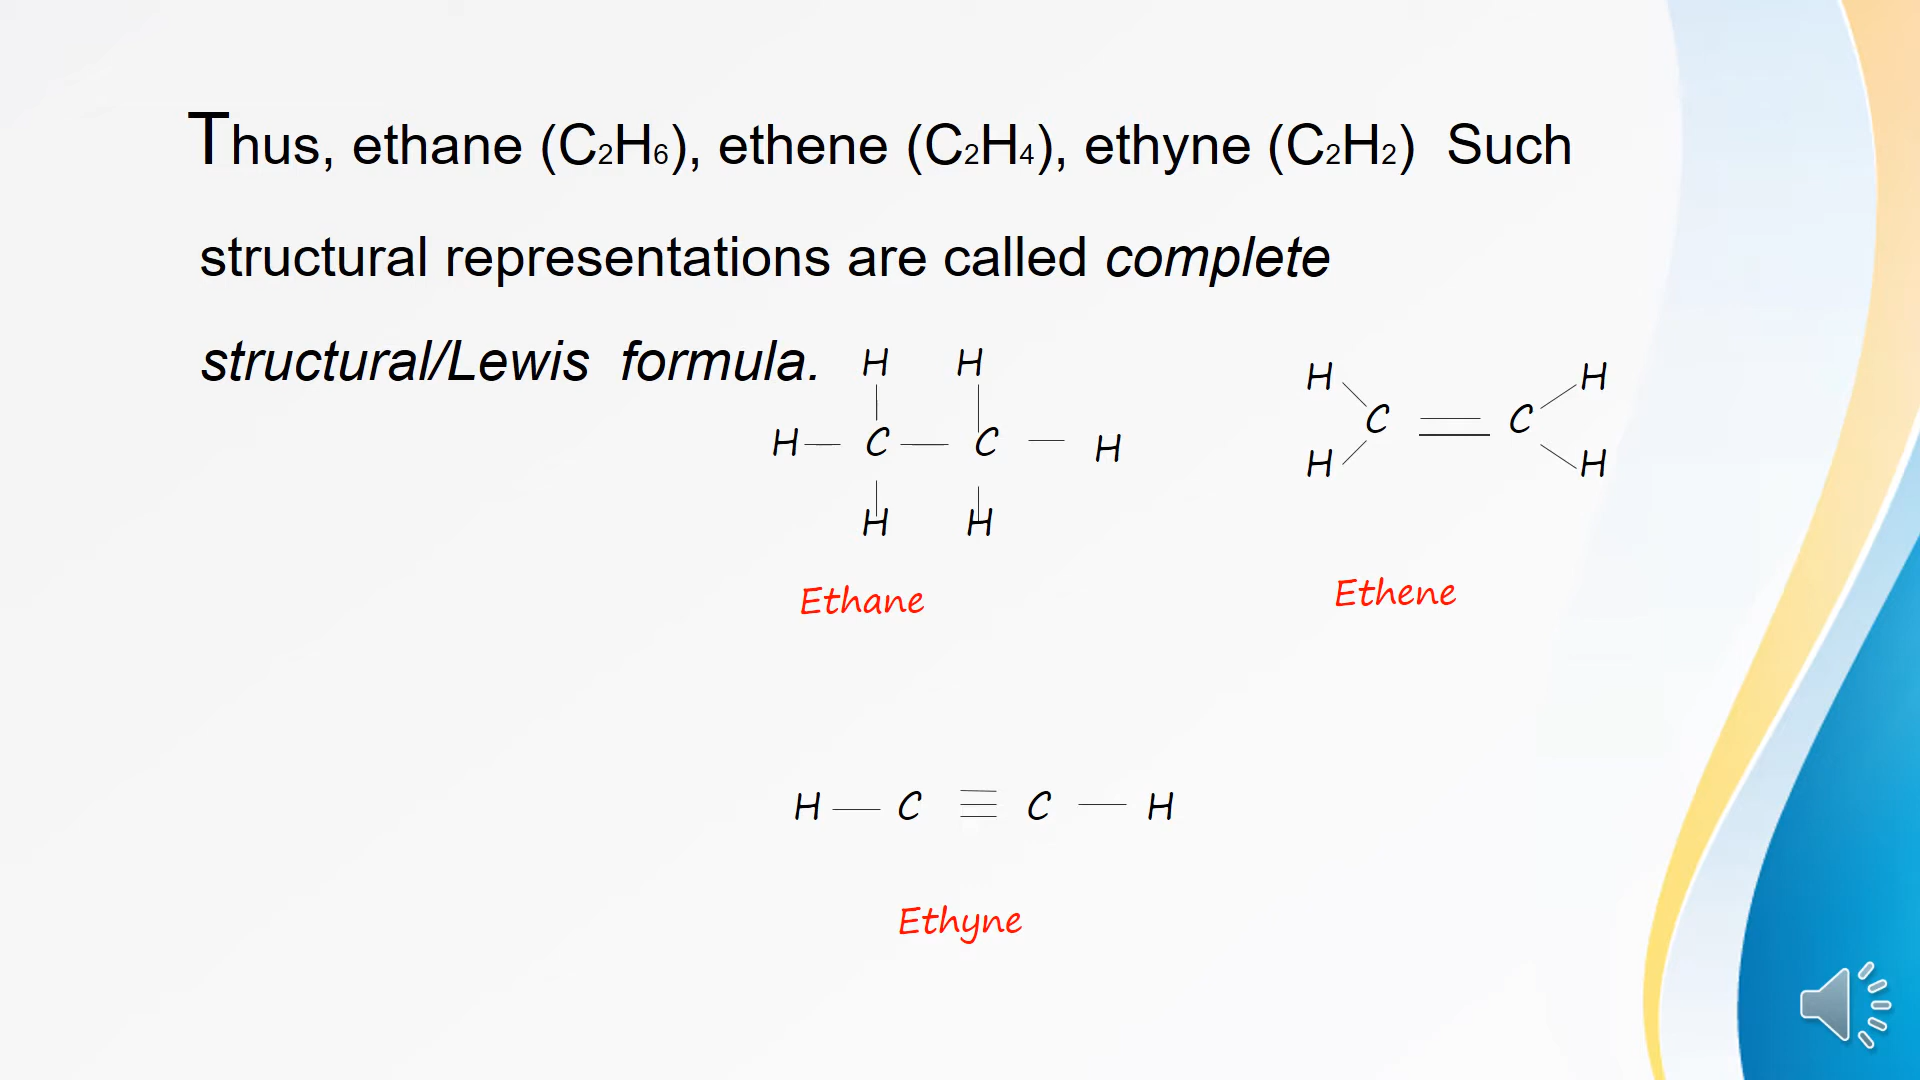 Thus, ethane (C2H6), ethene (C2H4), ethyne (C2H2) Such
structural representations are called complete
structural/Lewis formula.
H H
H C C H
H H
Ethane
H H
C C
H H
Ethene
H C C H
Ethyne